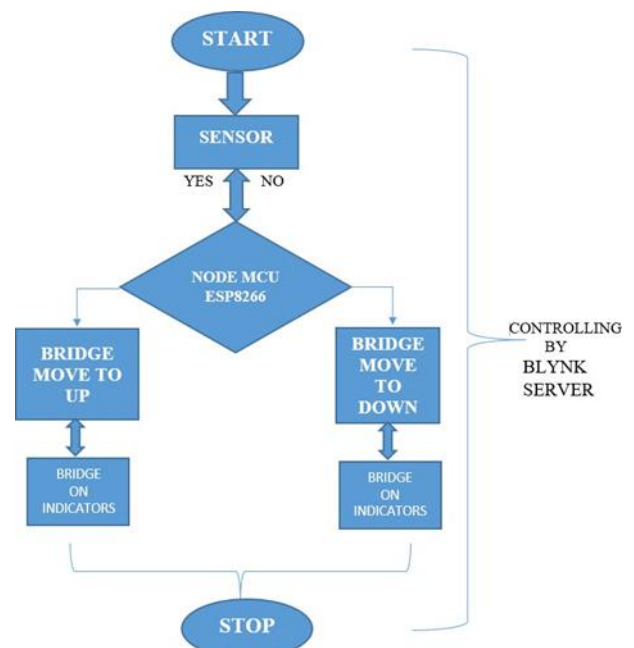 START
SENSOR
YES NO
NODE MCU
ESP8266
BRIDGE
MOVE TO
UP
BRIDGE
MOVE
TO
DOWN
BRIDGE
ON
INDICATORS
BRIDGE
ON
INDICATORS
STOP
CONTROLLING
BY
BLYNK
SERVER